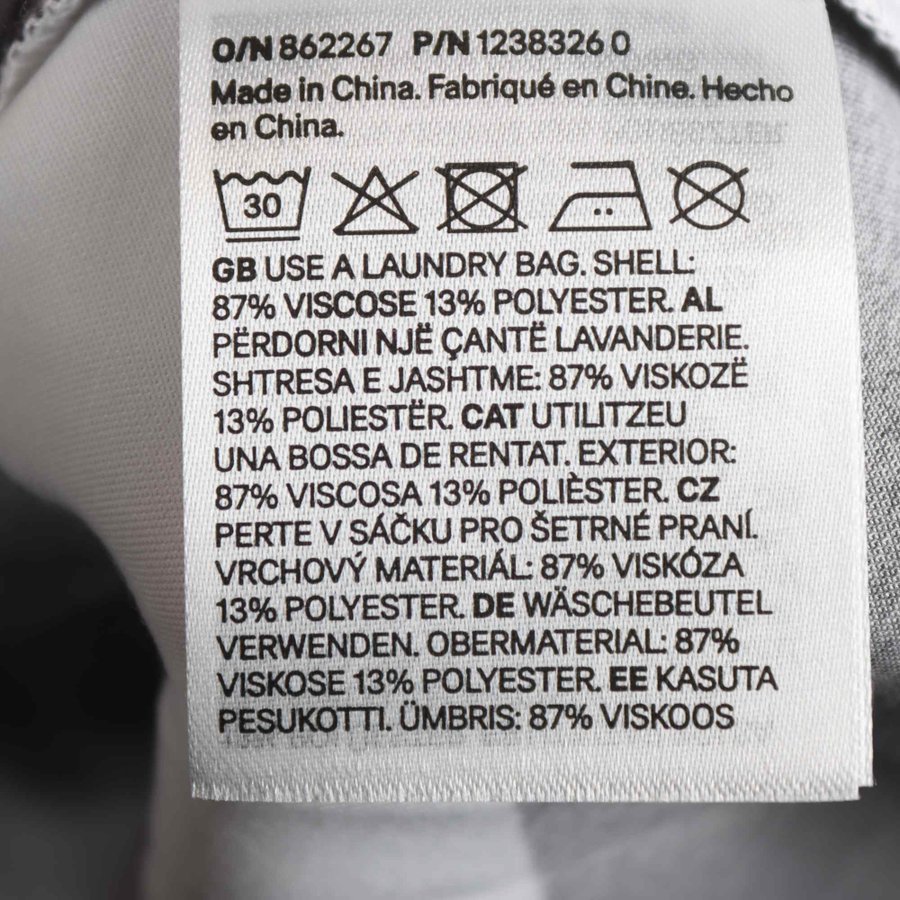 O/N 862267 P/N 1238326 0
Made in China. Fabriqué en Chine. Hecho
en China.
30
GB USE A LAUNDRY BAG. SHELL:
87% VISCOSE 13% POLYESTER. AL
PËRDORNI NJË ÇANTË LAVANDERIE.
SHTRESA E JASHTME: 87% VISKOZË
13% POLIESTËR. CAT UTILITZEU
UNA BOSSA DE RENTAT. EXTERIOR:
87% VISCOSA 13% POLIÈSTER. CZ
PERTE V SÁČKU PRO ŠETRNÉ PRANÍ.
VRCHOVÝ MATERIÁL: 87% VISKÓZA
13% POLYESTER. DE WÄSCHEBEUTEL
VERWENDEN. OBERMATERIAL: 87%
VISKOSE 13% POLYESTER. EE KASUTA
PESUKOTTI. ÜMBRIS: 87% VISKOOS